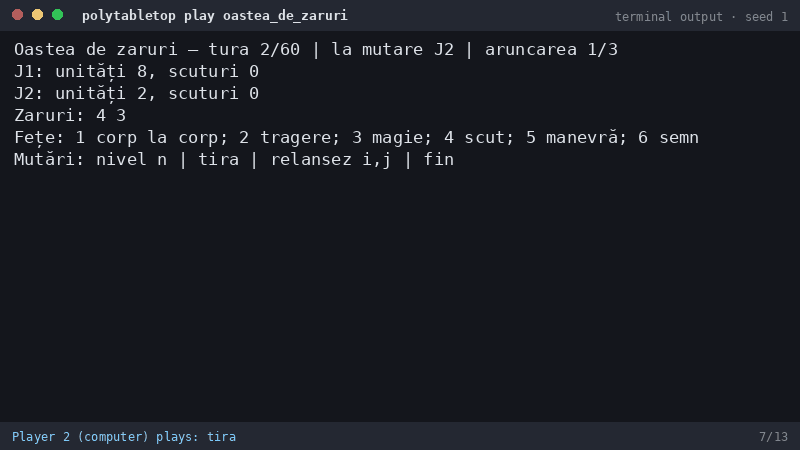 polytabletop play oastea_de_zaruri
terminal output · seed 1
Oastea de zaruri — tura 2/60 | la mutare J2 | aruncarea 1/3
J1: unități 8, scuturi 0
J2: unități 2, scuturi 0
Zaruri: 4 3
Fețe: 1 corp la corp; 2 tragere; 3 magie; 4 scut; 5 manevră; 6 semn
Mutări: nivel n | tira | relansez i,j | fin
Player 2 (computer) plays: tira
7/13